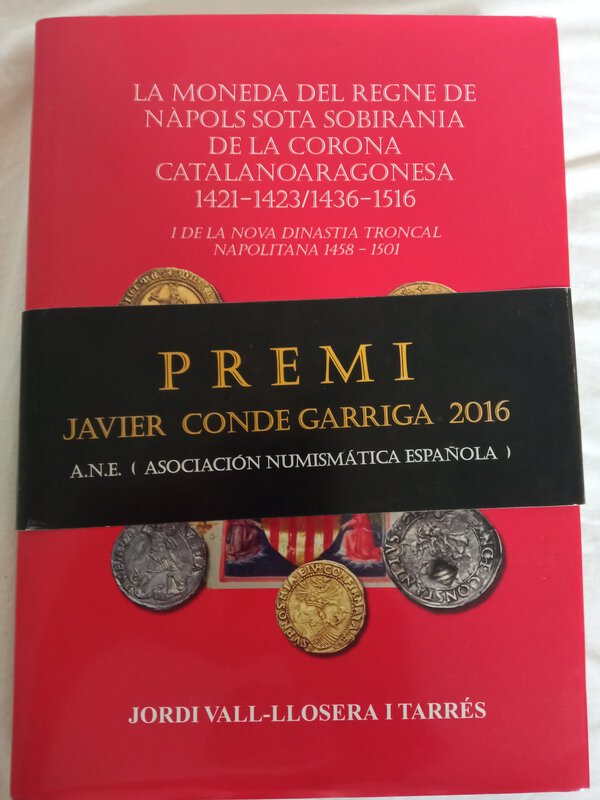 LA MONEDA DEL REGNE DE
NÀPOLS SOTA SOBIRANIA
DE LA CORONA
CATALANOARAGONESA
1421-1423/1436-1516
I DE LA NOVA DINASTIA TRONCAL
NAPOLITANA 1458 - 1501
PREMI
JAVIER CONDE GARRIGA 2016
A.N.E. ( ASOCIACIÓN NUMISMÁTICA ESPAÑOLA )
JORDI VALL-LLOSERA I TARRÉS